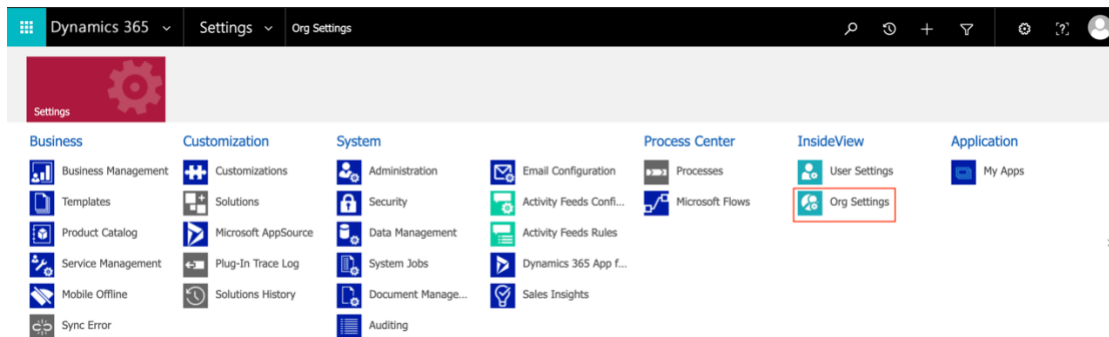 Dynamics 365 Settings Org Settings
Settings
Business Customization System Process Center InsideView Application
Business Management Customizations Administration Email Configuration Processes User Settings My Apps
Templates Solutions Security Activity Feeds Confi... Microsoft Flows Org Settings
Product Catalog Microsoft AppSource Data Management Activity Feeds Rules
Service Management Plug-In Trace Log System Jobs Dynamics 365 App f...
Mobile Offline Solutions History Document Manage... Sales Insights
Sync Error Auditing